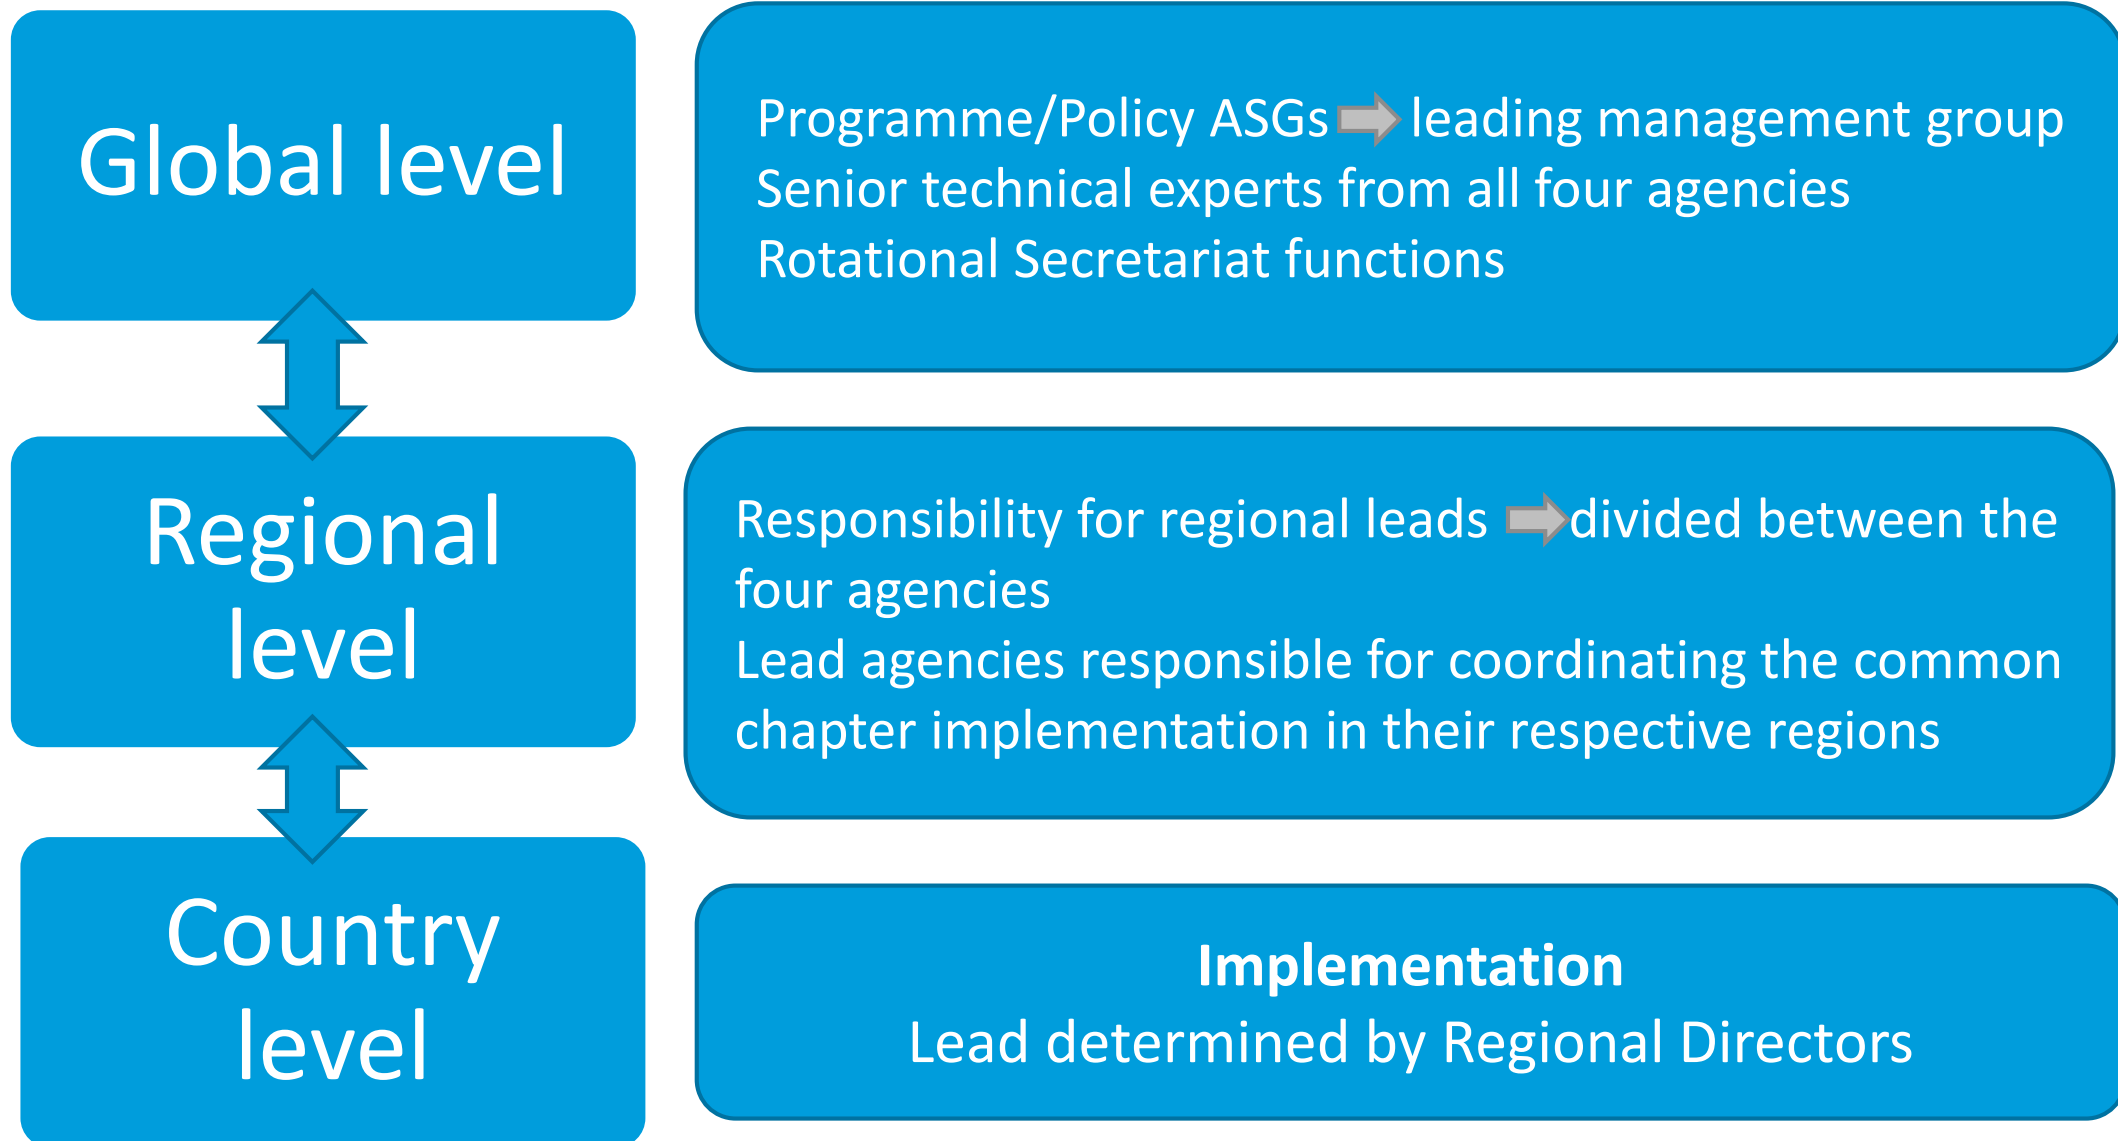 Global level
Programme/Policy ASGs leading management group
Senior technical experts from all four agencies
Rotational Secretariat functions
Regional
level
Responsibility for regional leads divided between the
four agencies
Lead agencies responsible for coordinating the common
chapter implementation in their respective regions
Country
level
Implementation
Lead determined by Regional Directors